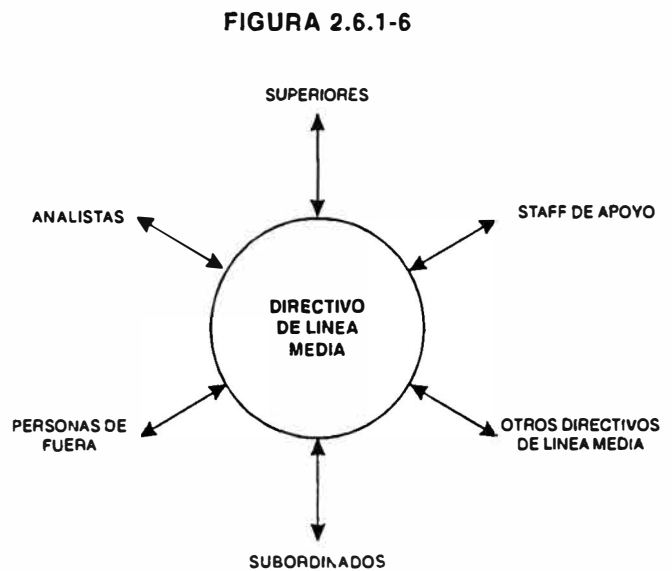 FIGURA 2.6.1-6
SUPERIORES
ANALISTAS
STAFF DE APOYO
DIRECTIVO
DE LINEA
MEDIA
PERSONAS DE
FUERA
OTROS DIRECTIVOS
DE LINEA MEDIA
SUBORDINADOS